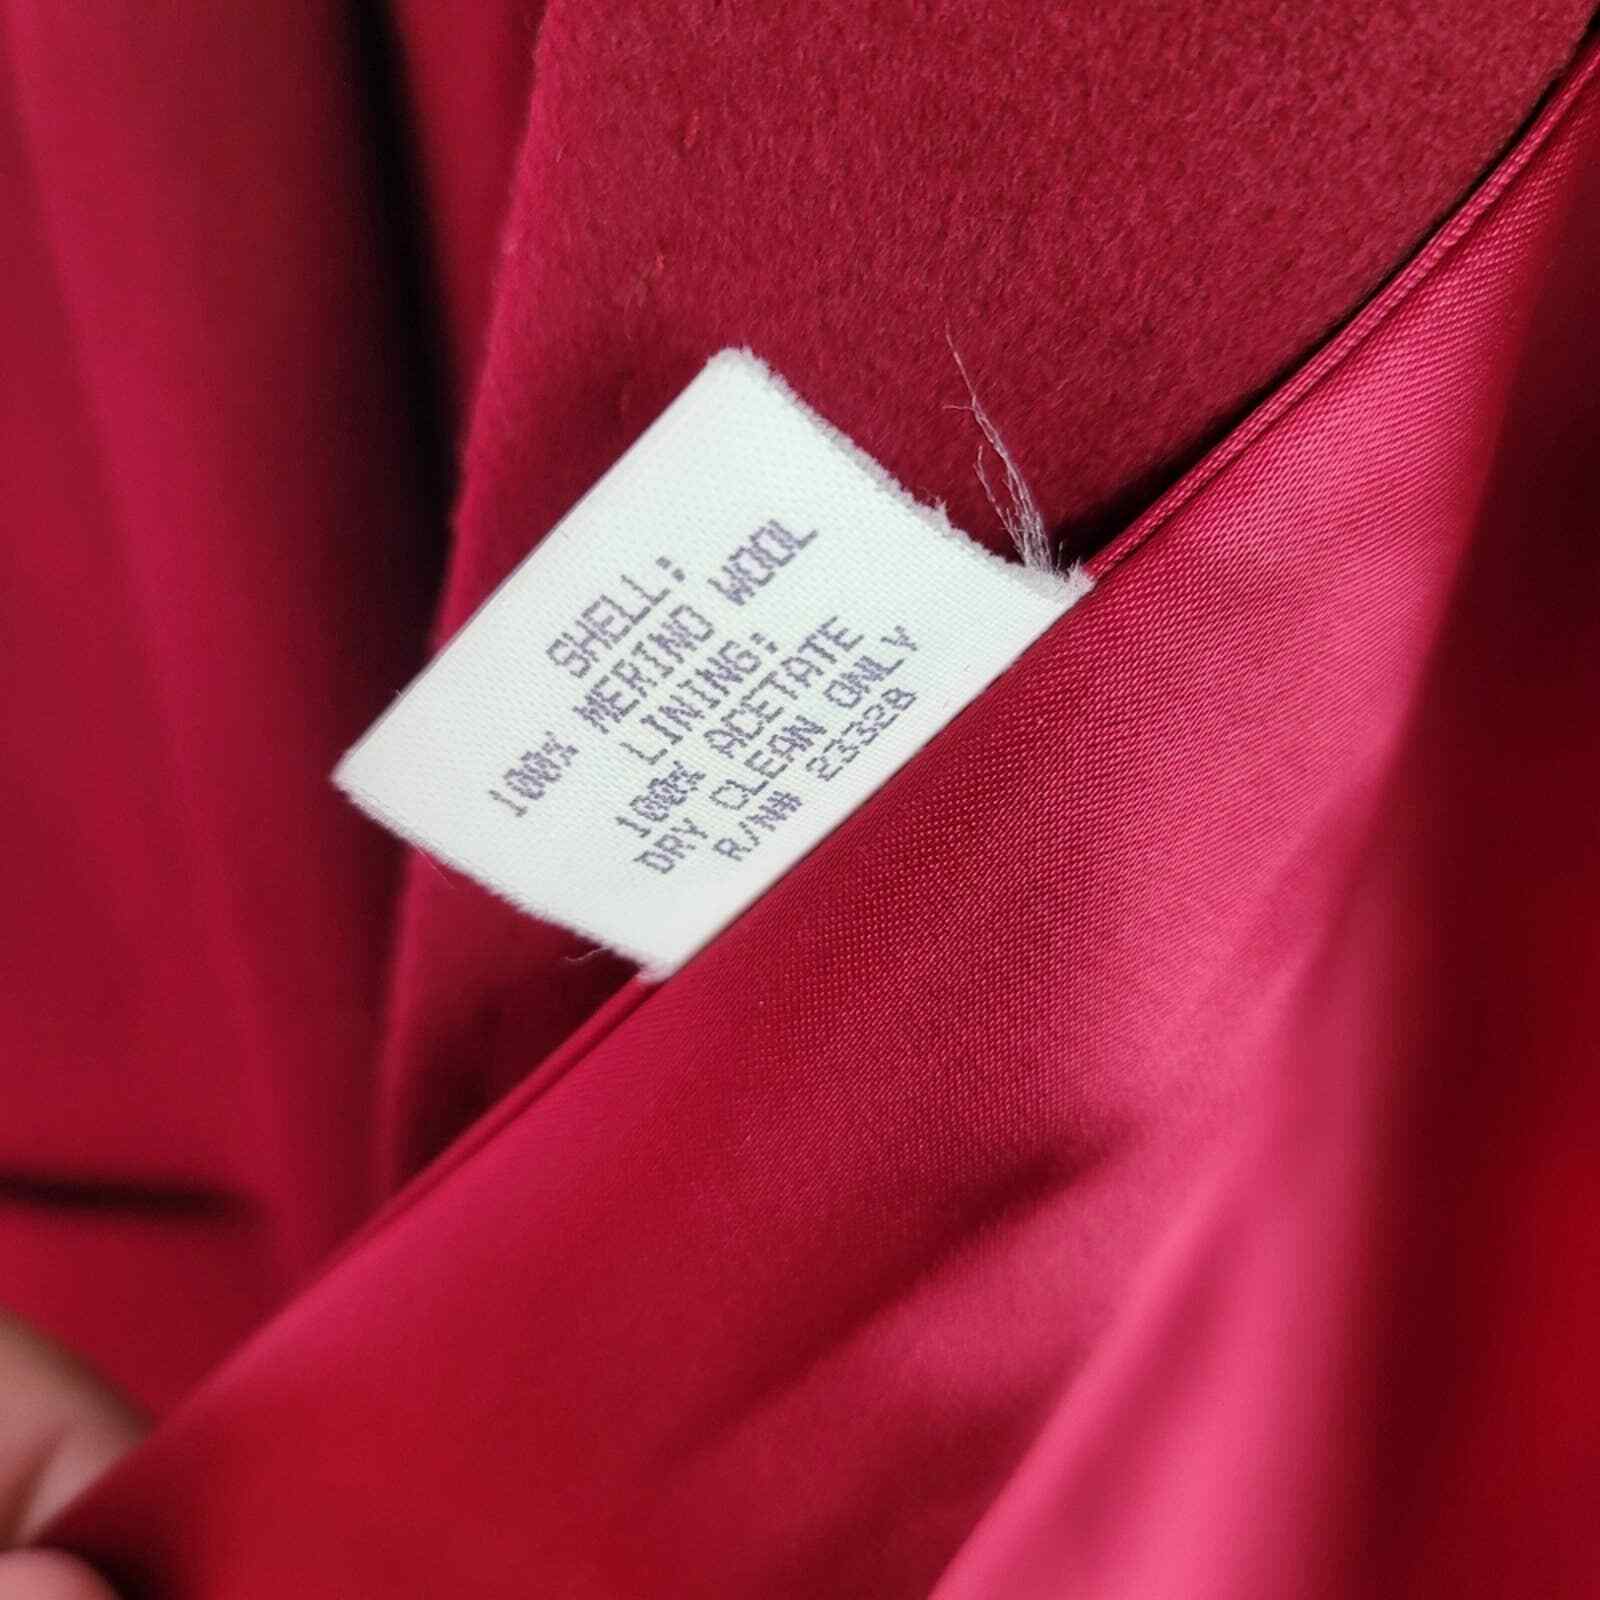 SHELL;
100% MERINO WOOL
LINING;
100% ACETATE
DRY CLEAN ONLY
R/N# 23328